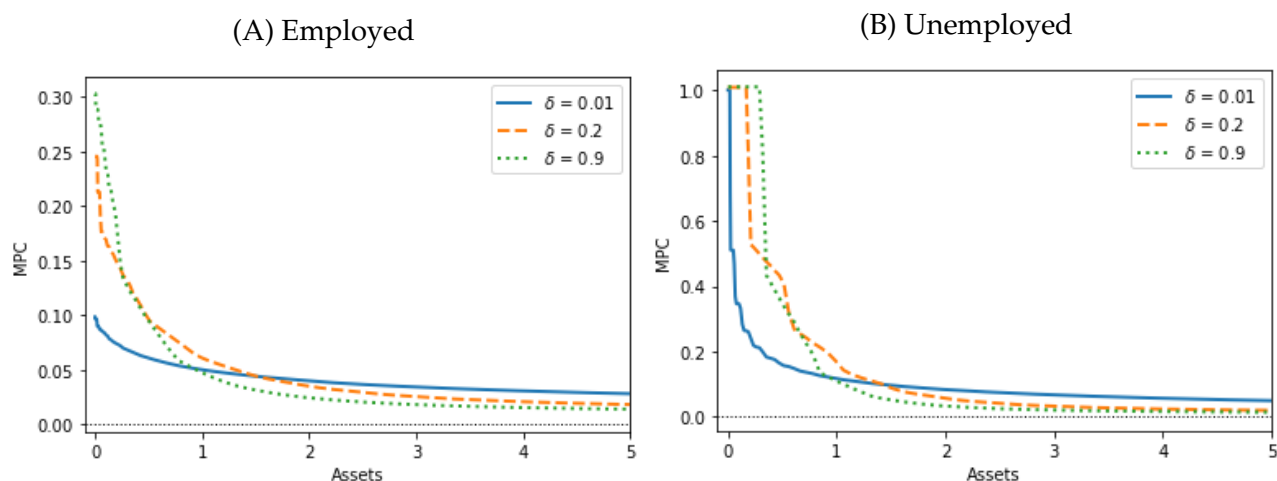 (A) Employed
0.30
0.25
0.20
0.15
0.10
0.05
0.00
MPC
δ = 0.01
δ = 0.2
δ = 0.9
0 1 2 3 4 5
Assets
(B) Unemployed
1.0
0.8
0.6
0.4
0.2
0.0
MPC
δ = 0.01
δ = 0.2
δ = 0.9
0 1 2 3 4 5
Assets